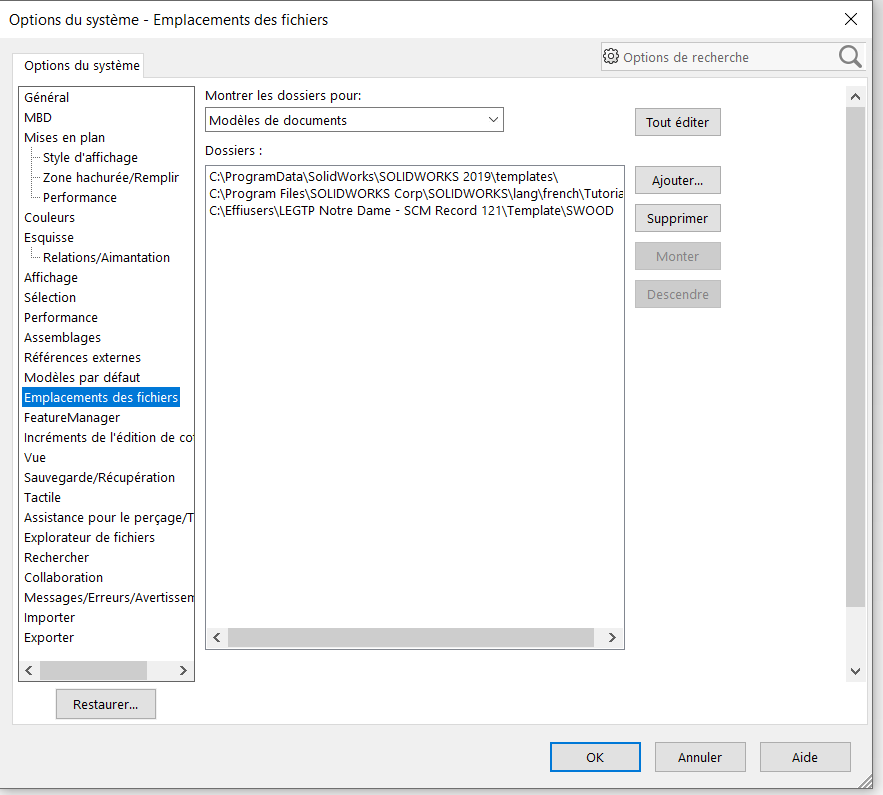 Options du système - Emplacements des fichiers
Options de recherche
Options du système
Général
MBD
Mises en plan
Style d'affichage
Zone hachurée/Remplir
Performance
Couleurs
Esquisse
Relations/Aimantation
Affichage
Sélection
Performance
Assemblages
Références externes
Modèles par défaut
Emplacements des fichiers
FeatureManager
Incréments de l'édition de cot
Vue
Sauvegarde/Récupération
Tactile
Assistance pour le perçage/T
Explorateur de fichiers
Rechercher
Collaboration
Messages/Erreurs/Avertissem
Importer
Exporter
Restaurer...
Montrer les dossiers pour:
Modèles de documents
Dossiers :
C:\ProgramData\SolidWorks\SOLIDWORKS 2019\templates\
C:\Program Files\SOLIDWORKS Corp\SOLIDWORKS\lang\french\Tutoria
C:\Effiusers\LEGTP Notre Dame - SCM Record 121\Template\SWOOD
Tout éditer
Ajouter...
Supprimer
Monter
Descendre
OK
Annuler
Aide